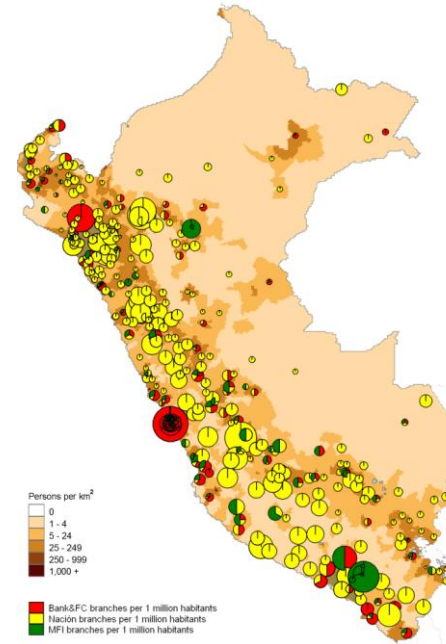 Persons per km²
0
1 - 4
5 - 24
25 - 249
250 - 999
1,000 +
Bank&FC branches per 1 million habitants
Nación branches per 1 million habitants
MFI branches per 1 million habitants